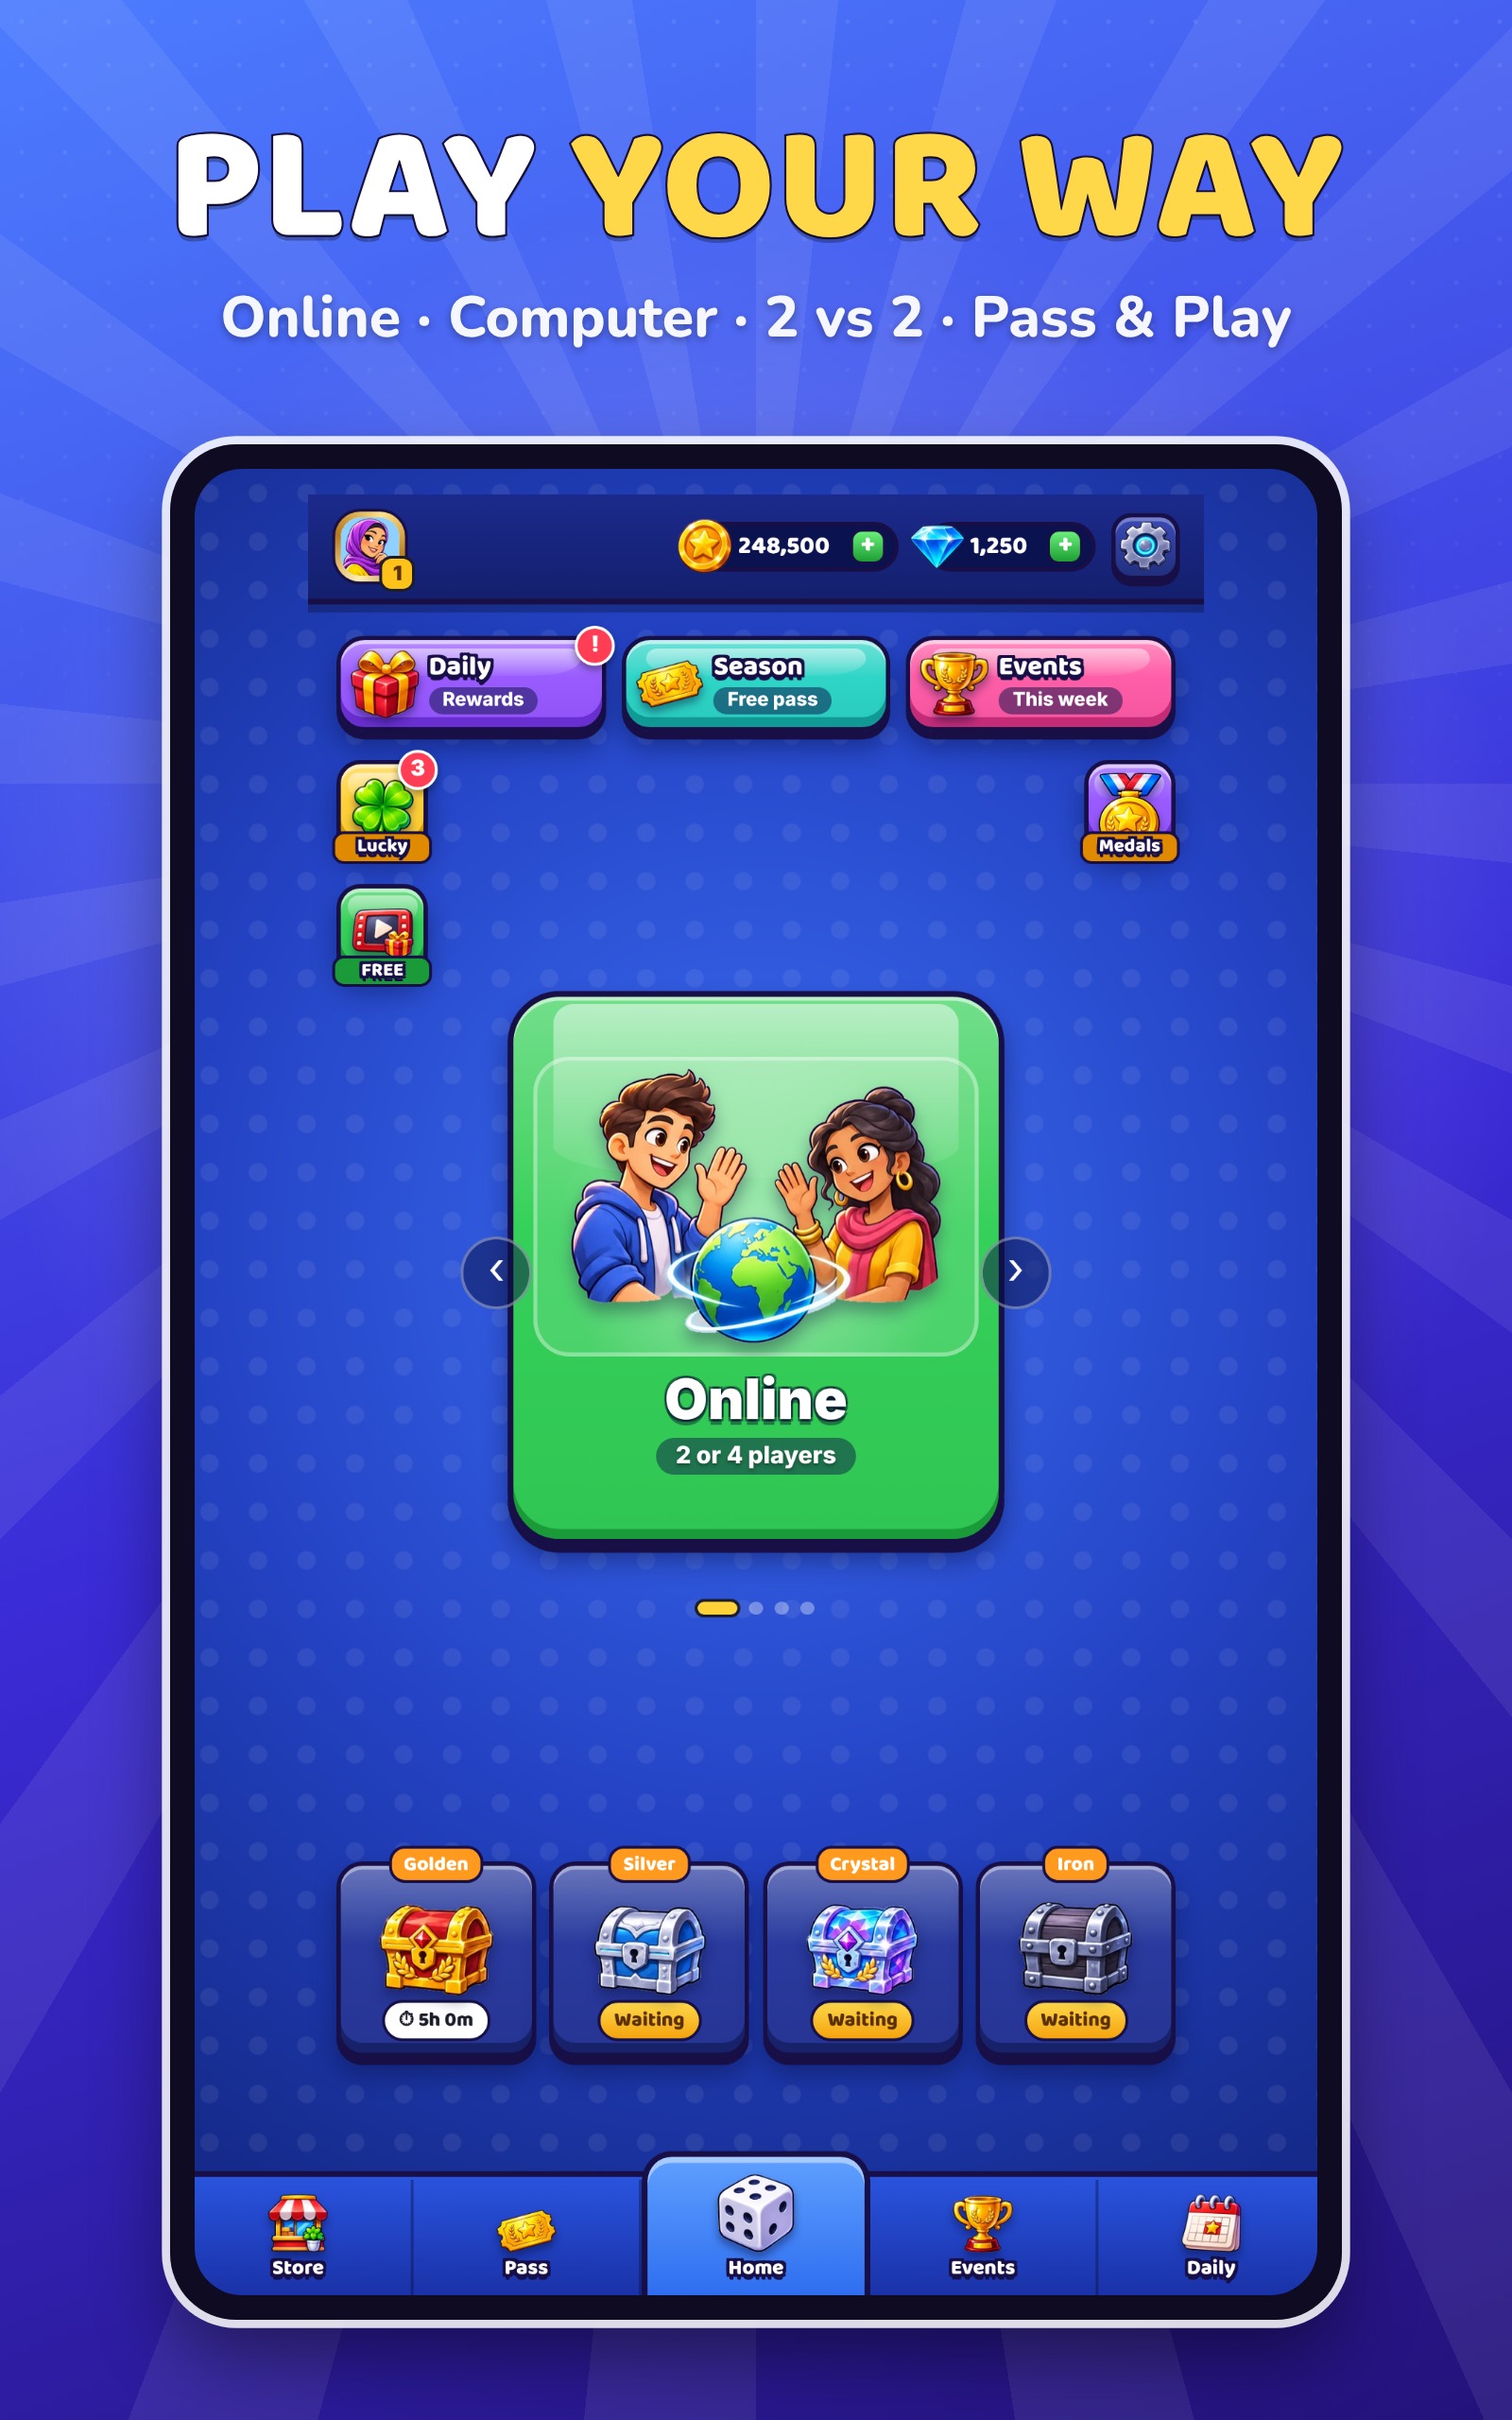 PLAY YOUR WAY
Online · Computer · 2 vs 2 · Pass & Play
1
248,500 +
1,250 +
Daily
Rewards
!
Season
Free pass
Events
This week
3
Lucky
Medals
FREE
Online
2 or 4 players
Golden
Silver
Crystal
Iron
5h 0m
Waiting
Waiting
Waiting
Store
Pass
Home
Events
Daily